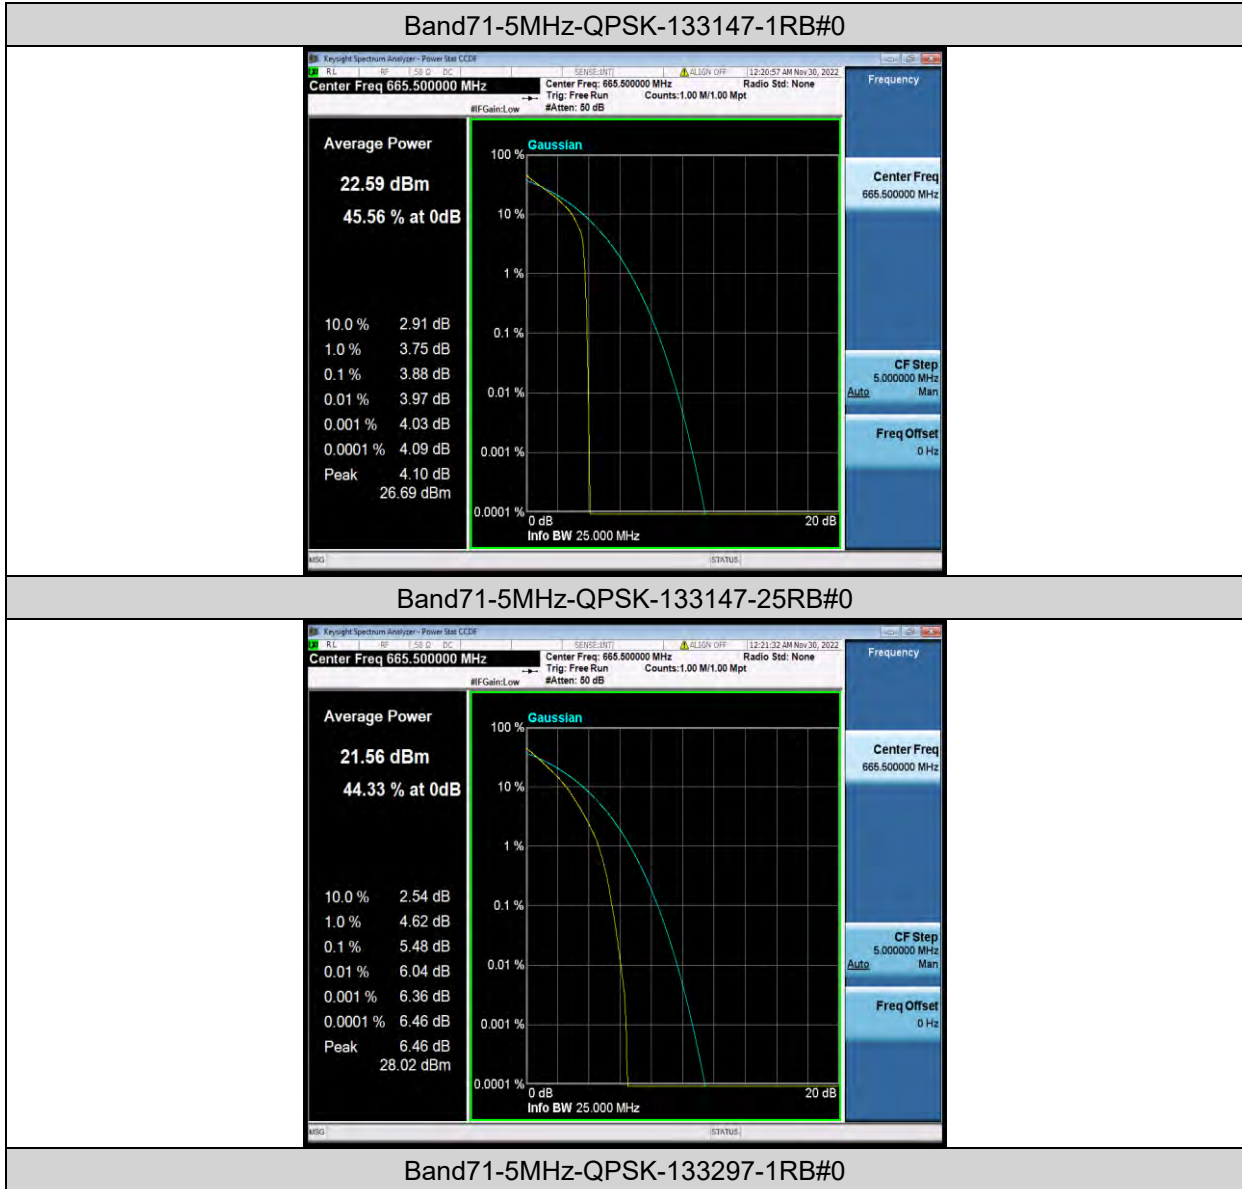 Band71-5MHz-QPSK-133147-1RB#0
Keysight Spectrum Analyzer - Power Stat CCDF
RL RF 50 Ω DC SENSE:INT ALIGN OFF 12:20:57 AM Nov 30, 2022
Center Freq 665.500000 MHz Center Freq: 665.500000 MHz Radio Std: None
Trig: Free Run Counts:1.00 M/1.00 Mpt
#IFGain:Low #Atten: 50 dB
Frequency
Average Power
22.59 dBm
45.56 % at 0dB
10.0 % 2.91 dB
1.0 % 3.75 dB
0.1 % 3.88 dB
0.01 % 3.97 dB
0.001 % 4.03 dB
0.0001 % 4.09 dB
Peak 4.10 dB
26.69 dBm
Gaussian
100 %
10 %
1 %
0.1 %
0.01 %
0.001 %
0.0001 %
0 dB 20 dB
Info BW 25.000 MHz
Center Freq
665.500000 MHz
CF Step
5.000000 MHz
Auto Man
Freq Offset
0 Hz
MSG STATUS
Band71-5MHz-QPSK-133147-25RB#0
Keysight Spectrum Analyzer - Power Stat CCDF
RL RF 50 Ω DC SENSE:INT ALIGN OFF 12:21:32 AM Nov 30, 2022
Center Freq 665.500000 MHz Center Freq: 665.500000 MHz Radio Std: None
Trig: Free Run Counts:1.00 M/1.00 Mpt
#IFGain:Low #Atten: 50 dB
Frequency
Average Power
21.56 dBm
44.33 % at 0dB
10.0 % 2.54 dB
1.0 % 4.62 dB
0.1 % 5.48 dB
0.01 % 6.04 dB
0.001 % 6.36 dB
0.0001 % 6.46 dB
Peak 6.46 dB
28.02 dBm
Gaussian
100 %
10 %
1 %
0.1 %
0.01 %
0.001 %
0.0001 %
0 dB 20 dB
Info BW 25.000 MHz
Center Freq
665.500000 MHz
CF Step
5.000000 MHz
Auto Man
Freq Offset
0 Hz
MSG STATUS
Band71-5MHz-QPSK-133297-1RB#0